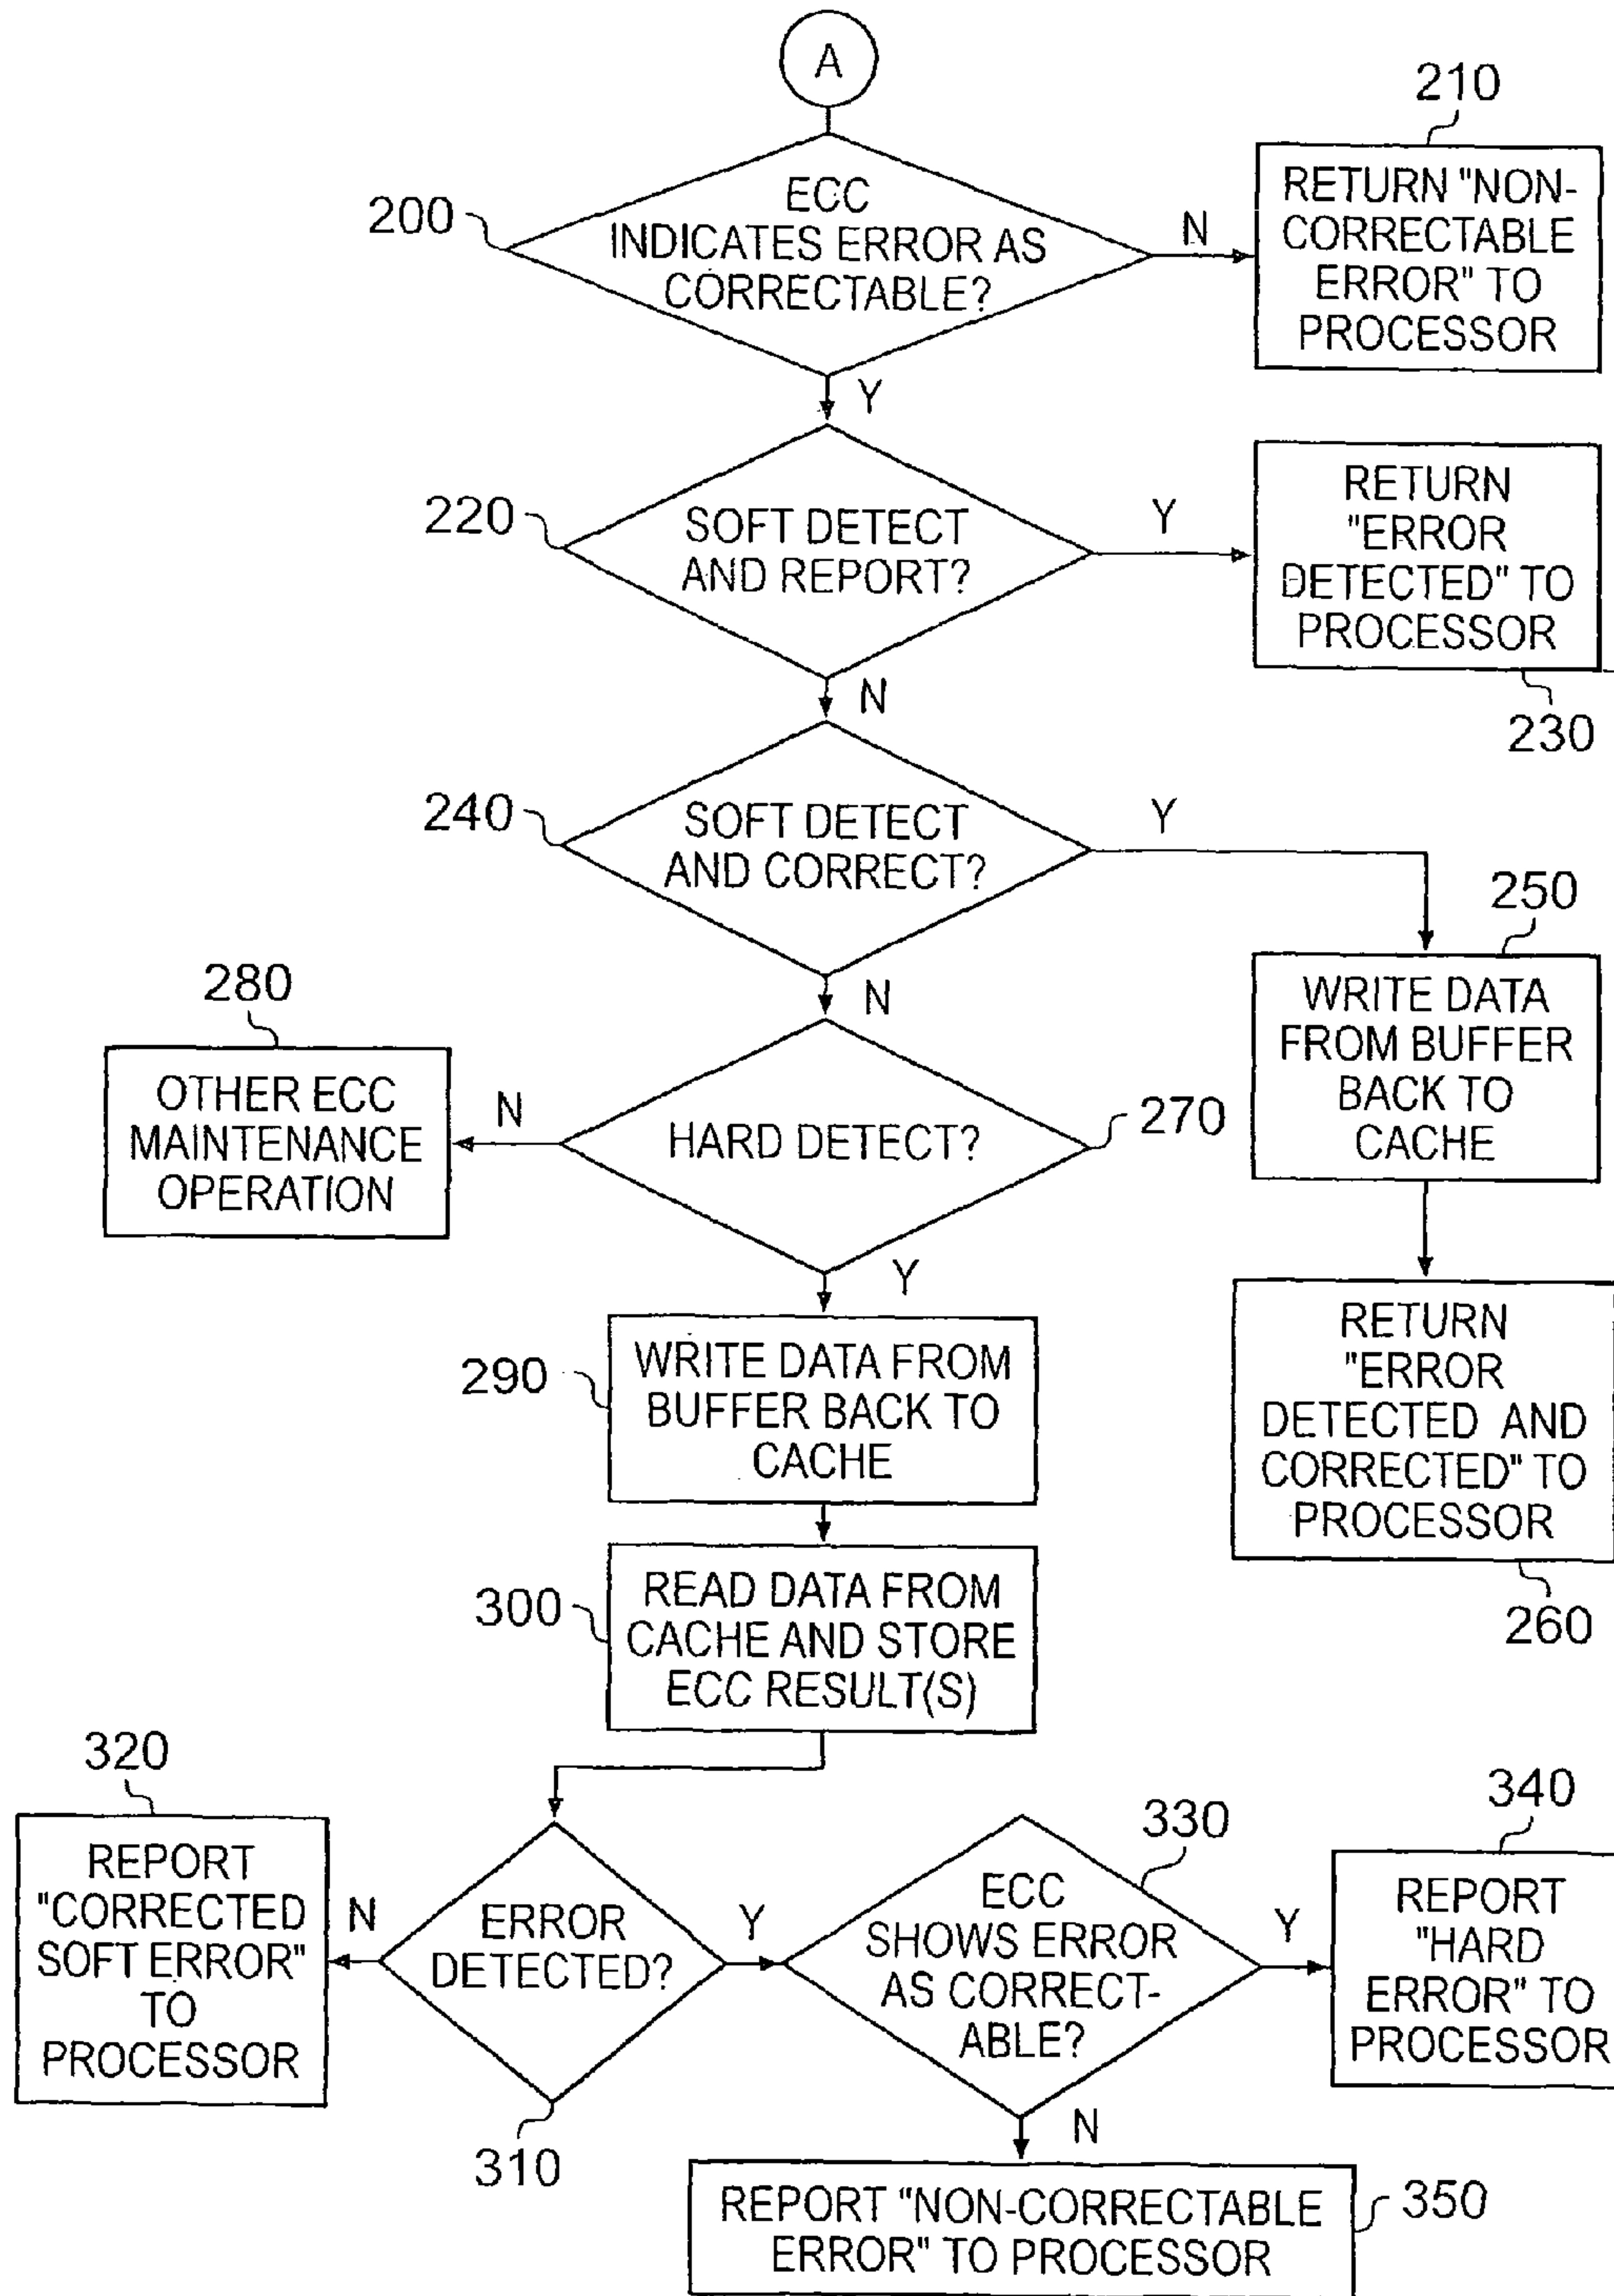 A
210
RETURN "NON-
CORRECTABLE
ERROR" TO
PROCESSOR
200
ECC
INDICATES ERROR AS
CORRECTABLE?
N
Y
220
SOFT DETECT
AND REPORT?
Y
RETURN
"ERROR
DETECTED" TO
PROCESSOR
230
N
240
SOFT DETECT
AND CORRECT?
Y
250
WRITE DATA
FROM BUFFER
BACK TO
CACHE
N
280
OTHER ECC
MAINTENANCE
OPERATION
N
HARD DETECT?
270
Y
RETURN
"ERROR
DETECTED AND
CORRECTED" TO
PROCESSOR
260
290
WRITE DATA FROM
BUFFER BACK TO
CACHE
300
READ DATA FROM
CACHE AND STORE
ECC RESULT(S)
320
REPORT
"CORRECTED
SOFT ERROR"
TO
PROCESSOR
N
ERROR
DETECTED?
310
Y
330
ECC
SHOWS ERROR
AS CORRECT-
ABLE?
Y
340
REPORT
"HARD
ERROR" TO
PROCESSOR
N
REPORT "NON-CORRECTABLE
ERROR" TO PROCESSOR
350